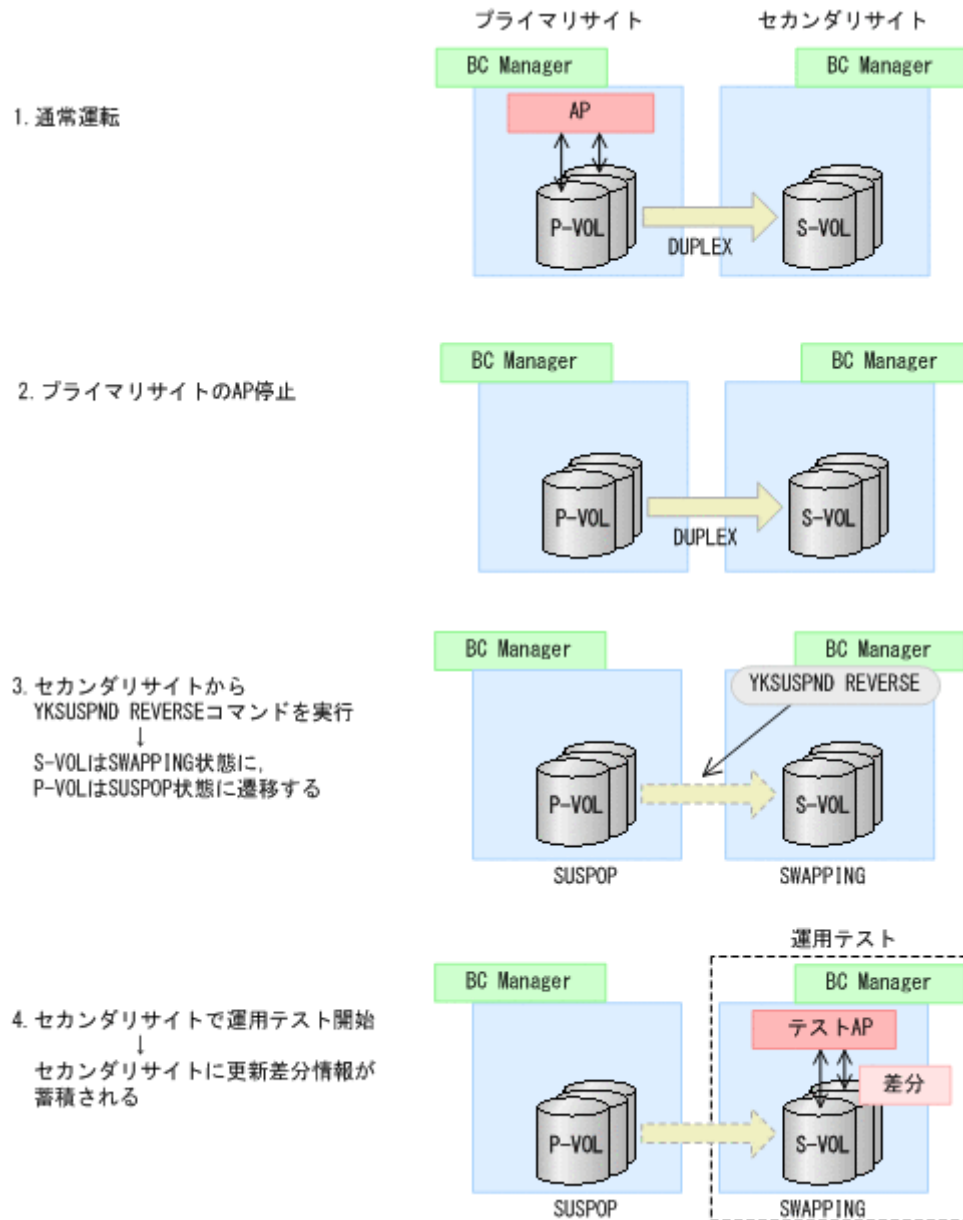 プライマリサイト セカンダリサイト
BC Manager BC Manager
1. 通常運転
AP
P-VOL S-VOL
DUPLEX
BC Manager BC Manager
2. プライマリサイトのAP停止
P-VOL S-VOL
DUPLEX
BC Manager BC Manager
3. セカンダリサイトから
YKSUSPND REVERSEコマンドを実行
↓
S-VOLはSWAPPING状態に,
P-VOLはSUSPOP状態に遷移する
YKSUSPND REVERSE
P-VOL S-VOL
SUSPOP SWAPPING
運用テスト
BC Manager BC Manager
4. セカンダリサイトで運用テスト開始
↓
セカンダリサイトに更新差分情報が
蓄積される
テストAP
差分
P-VOL S-VOL
SUSPOP SWAPPING